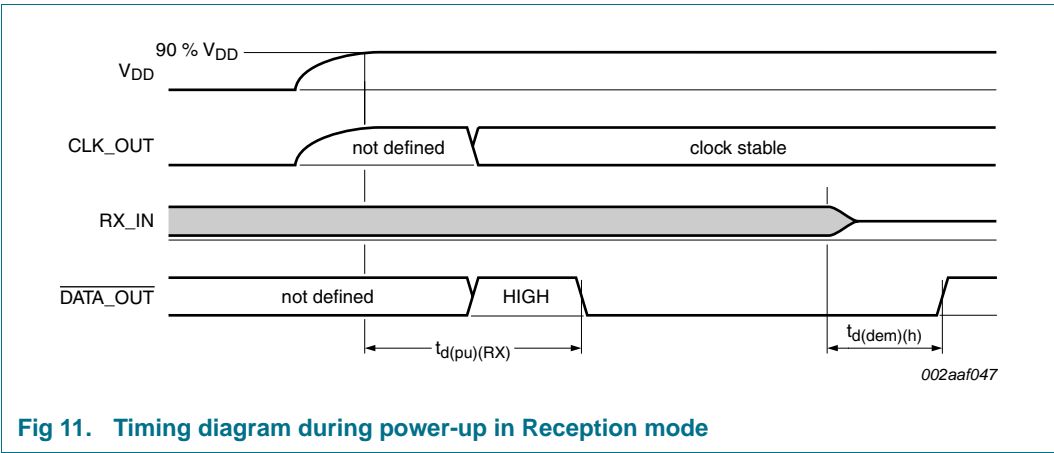 90 % VDD
VDD
CLK_OUT
not defined
clock stable
RX_IN
DATA_OUT
not defined
HIGH
td(pu)(RX)
td(dem)(h)
002aaf047
Fig 11. Timing diagram during power-up in Reception mode